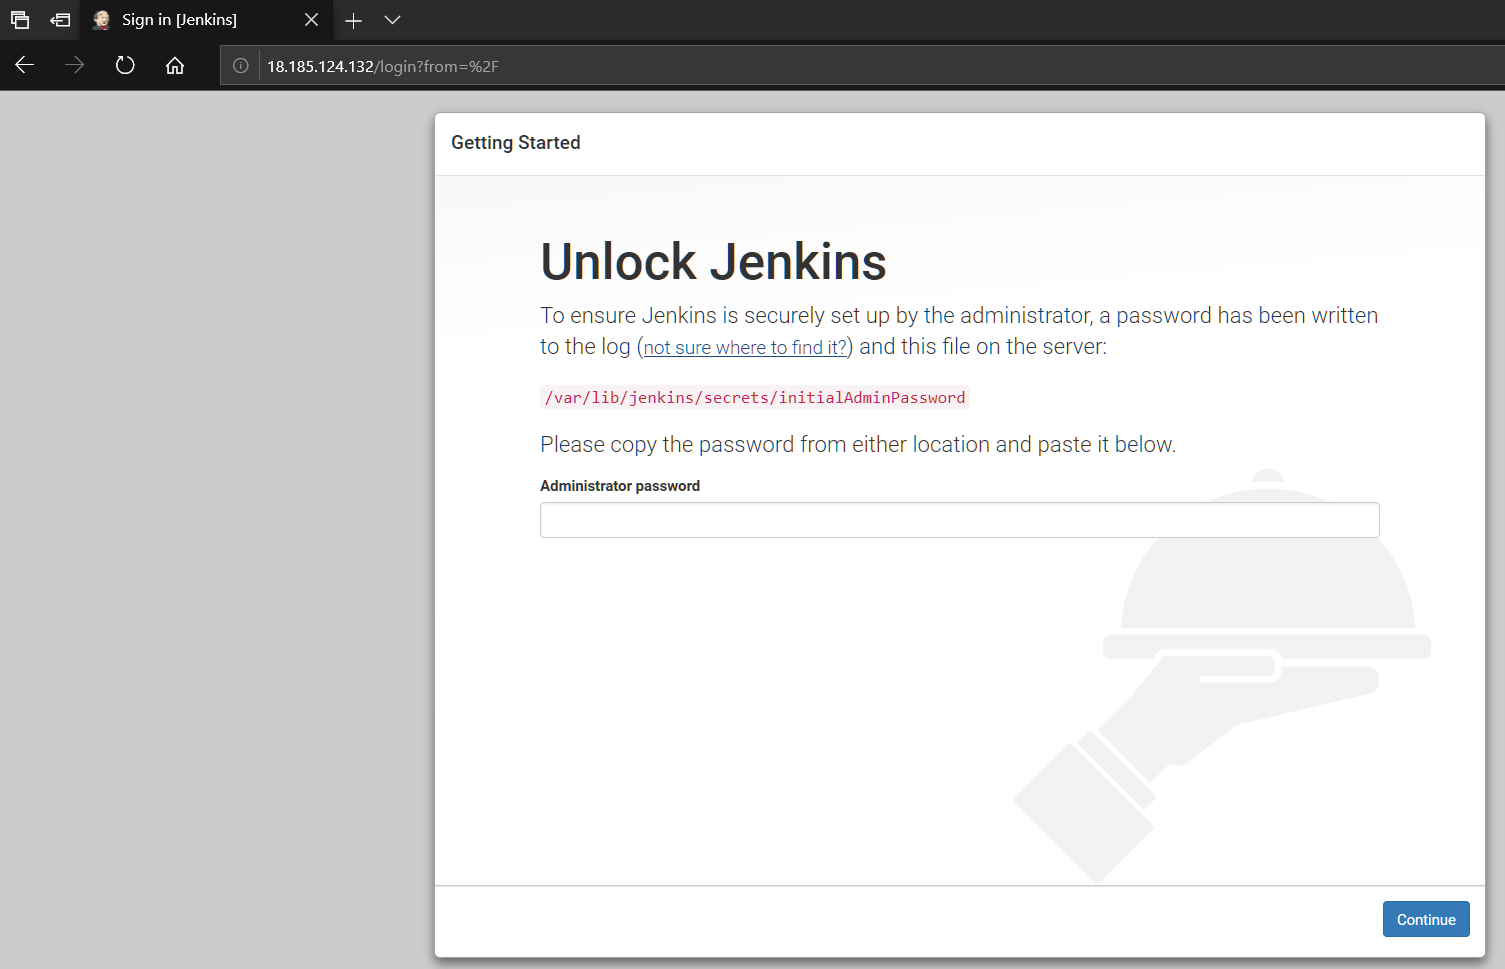 Sign in [Jenkins]
18.185.124.132/login?from=%2F
Getting Started
Unlock Jenkins
To ensure Jenkins is securely set up by the administrator, a password has been written
to the log (not sure where to find it?) and this file on the server:
/var/lib/jenkins/secrets/initialAdminPassword
Please copy the password from either location and paste it below.
Administrator password
Continue